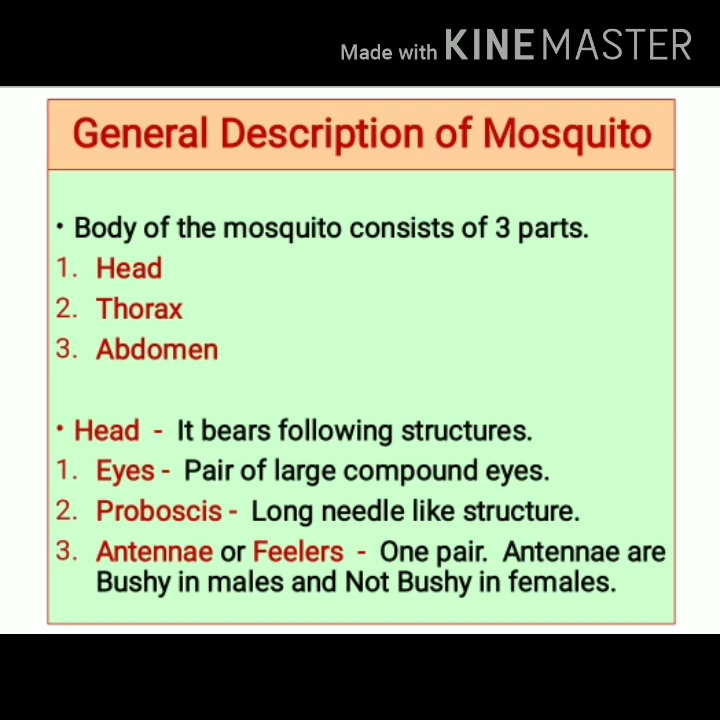 Made with KINEMASTER
General Description of Mosquito
• Body of the mosquito consists of 3 parts.
1. Head
2. Thorax
3. Abdomen
• Head - It bears following structures.
1. Eyes - Pair of large compound eyes.
2. Proboscis - Long needle like structure.
3. Antennae or Feelers - One pair. Antennae are
Bushy in males and Not Bushy in females.